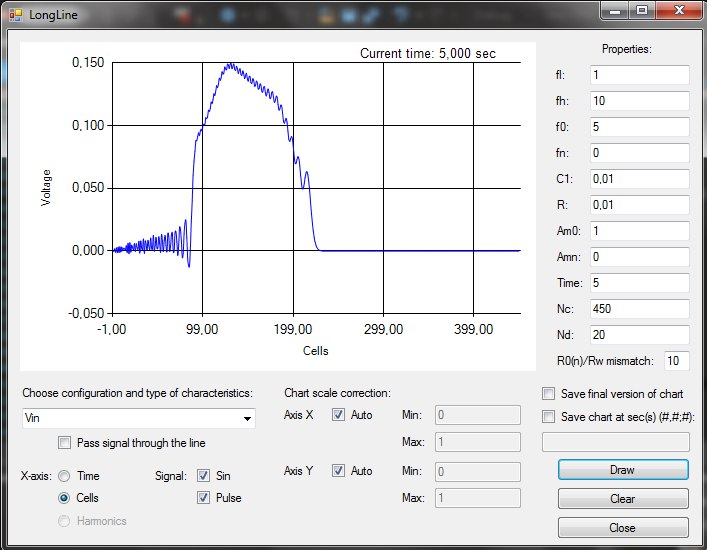 LongLine
Current time: 5,000 sec
0,150
0,100
0,050
0,000
-0,050
Voltage
-1,00 99,00 199,00 299,00 399,00
Cells
Properties:
fl: 1
fh: 10
f0: 5
fn: 0
C1: 0,01
R: 0,01
Am0: 1
Amn: 0
Time: 5
Nc: 450
Nd: 20
R0(n)/Rw mismatch: 10
Choose configuration and type of characteristics:
Vin
Pass signal through the line
X-axis: Time Signal: Sin
Cells Pulse
Harmonics
Chart scale correction:
Axis X Auto Min: 0
Max: 1
Axis Y Auto Min: 0
Max: 1
Save final version of chart
Save chart at sec(s) (#;#;#):
Draw
Clear
Close